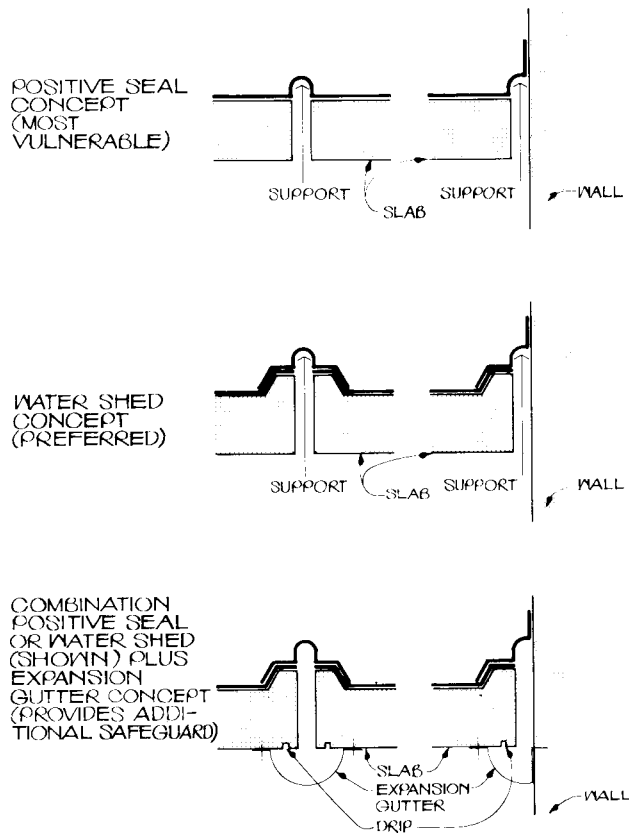 POSITIVE SEAL
CONCEPT
(MOST
VULNERABLE)
SUPPORT
SLAB
SUPPORT
WALL
WATER SHED
CONCEPT
(PREFERRED)
SUPPORT
SLAB
SUPPORT
WALL
COMBINATION
POSITIVE SEAL
OR WATER SHED
(SHOWN) PLUS
EXPANSION
GUTTER CONCEPT
(PROVIDES ADDI-
TIONAL SAFEGUARD)
SLAB
EXPANSION
GUTTER
DRIP
WALL